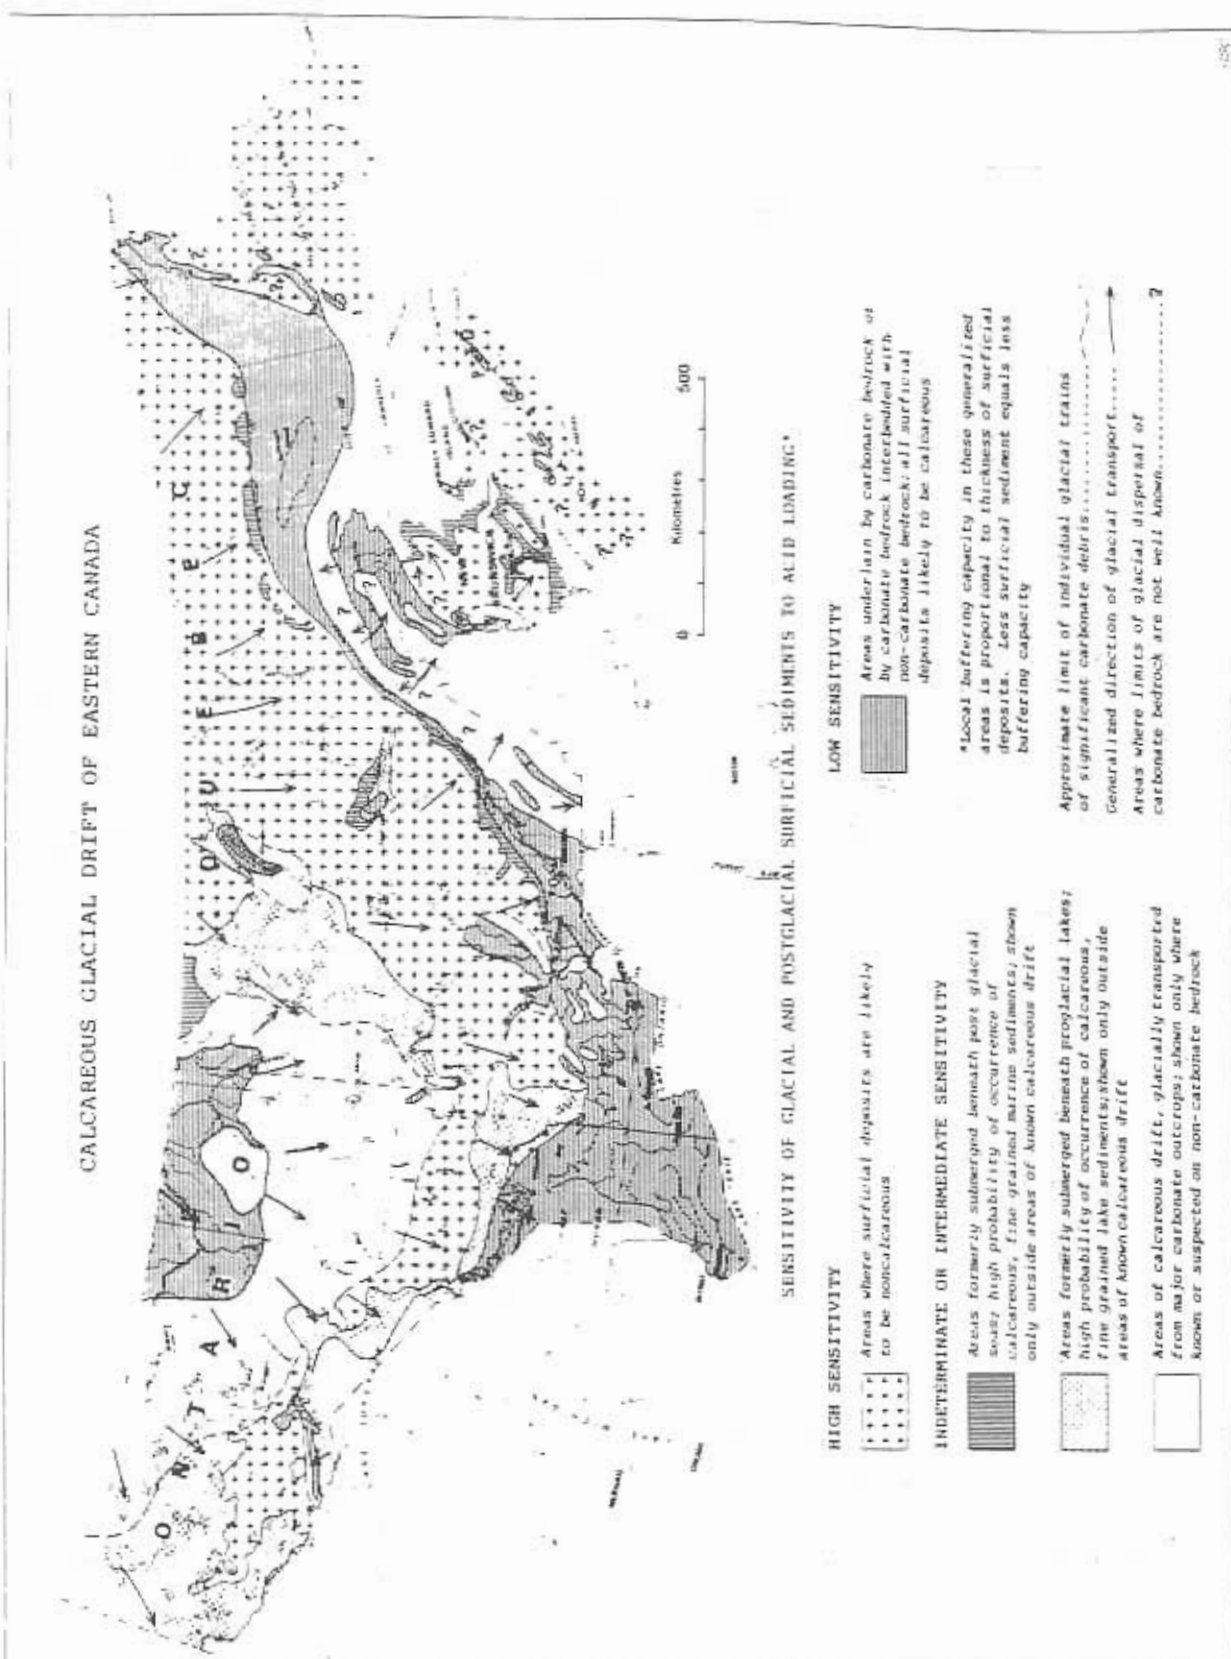 CALCAREOUS GLACIAL DRIFT OF EASTERN CANADA
O N T A R I O
Q U E B E C
NEW
BRUNSWICK
0
Kilometres
500
SENSITIVITY OF GLACIAL AND POSTGLACIAL SURFICIAL SEDIMENTS TO ACID LOADING*
HIGH SENSITIVITY
Areas where surficial deposits are likely
to be noncalcareous
INDETERMINATE OR INTERMEDIATE SENSITIVITY
Areas formerly submerged beneath post glacial
seas; high probability of occurrence of
calcareous, fine grained marine sediments; shown
only outside areas of known calcareous drift
Areas formerly submerged beneath proglacial lakes;
high probability of occurrence of calcareous,
fine grained lake sediments; shown only outside
areas of known calcareous drift
Areas of calcareous drift, glacially transported
from major carbonate outcrops; shown only where
known or suspected on non-carbonate bedrock
LOW SENSITIVITY
Areas underlain by carbonate bedrock or
by carbonate bedrock interbedded with
non-carbonate bedrock; all surficial
deposits likely to be calcareous
*Local buffering capacity in these generalized
areas is proportional to thickness of surficial
deposits. Less surficial sediment equals less
buffering capacity
Approximate limit of individual glacial trains
of significant carbonate debris
Generalized direction of glacial transport
Areas where limits of glacial dispersal of
carbonate bedrock are not well known ?